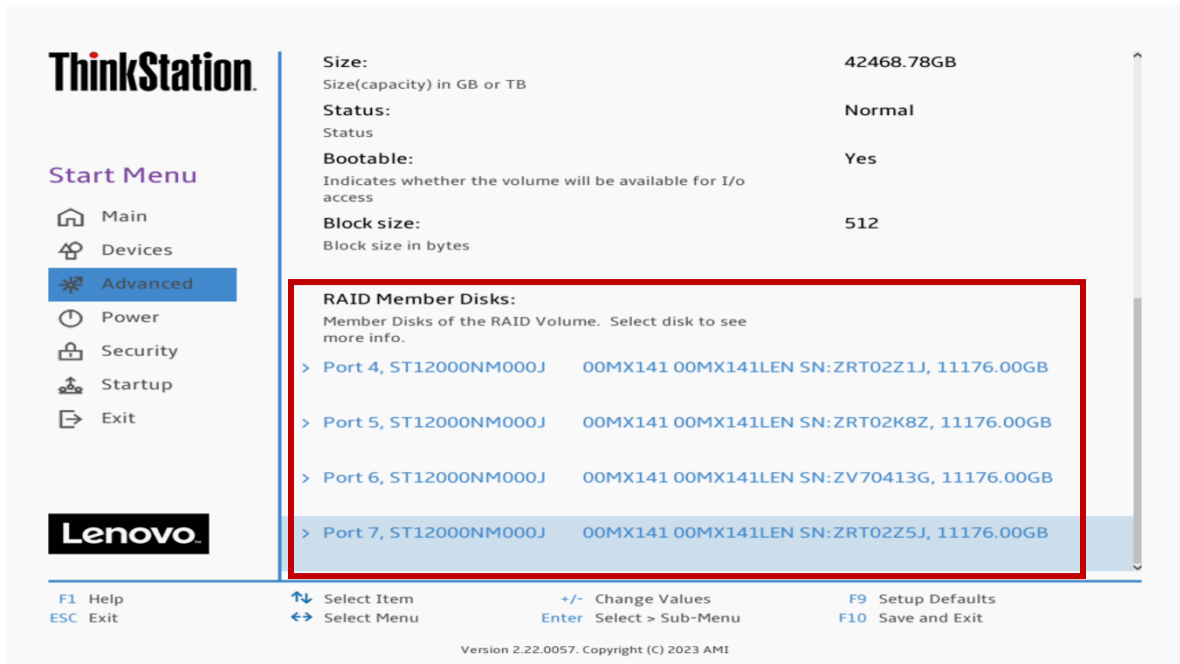 ThinkStation
Start Menu
Main
Devices
Advanced
Power
Security
Startup
Exit
Lenovo
Size: 42468.78GB
Size(capacity) in GB or TB
Status: Normal
Status
Bootable: Yes
Indicates whether the volume will be available for I/o
access
Block size: 512
Block size in bytes
RAID Member Disks:
Member Disks of the RAID Volume. Select disk to see
more info.
> Port 4, ST12000NM000J 00MX141 00MX141LEN SN:ZRT02Z1J, 11176.00GB
> Port 5, ST12000NM000J 00MX141 00MX141LEN SN:ZRT02K8Z, 11176.00GB
> Port 6, ST12000NM000J 00MX141 00MX141LEN SN:ZV70413G, 11176.00GB
> Port 7, ST12000NM000J 00MX141 00MX141LEN SN:ZRT02Z5J, 11176.00GB
F1 Help ↑↓ Select Item +/- Change Values F9 Setup Defaults
ESC Exit ←→ Select Menu Enter Select > Sub-Menu F10 Save and Exit
Version 2.22.0057. Copyright (C) 2023 AMI